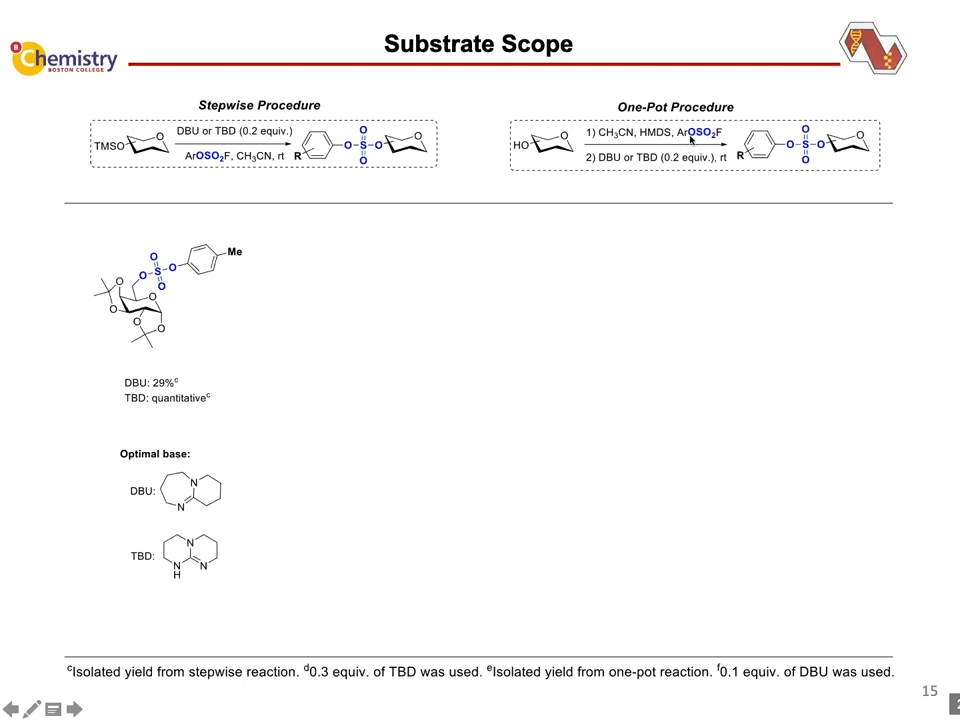 Substrate Scope
B
Chemistry
BOSTON COLLEGE
Stepwise Procedure
TMSO
O
DBU or TBD (0.2 equiv.)
ArOSO2F, CH3CN, rt
R
O
O S O
O
O
One-Pot Procedure
HO
O
1) CH3CN, HMDS, ArOSO2F
2) DBU or TBD (0.2 equiv.), rt
R
O
O S O
O
O
Me
O
O
O S
O
O
O
O
O
O
DBU: 29%c
TBD: quantitativec
Optimal base:
DBU:
N
N
TBD:
N
N
H
N
cIsolated yield from stepwise reaction. d0.3 equiv. of TBD was used. eIsolated yield from one-pot reaction. f0.1 equiv. of DBU was used.
15